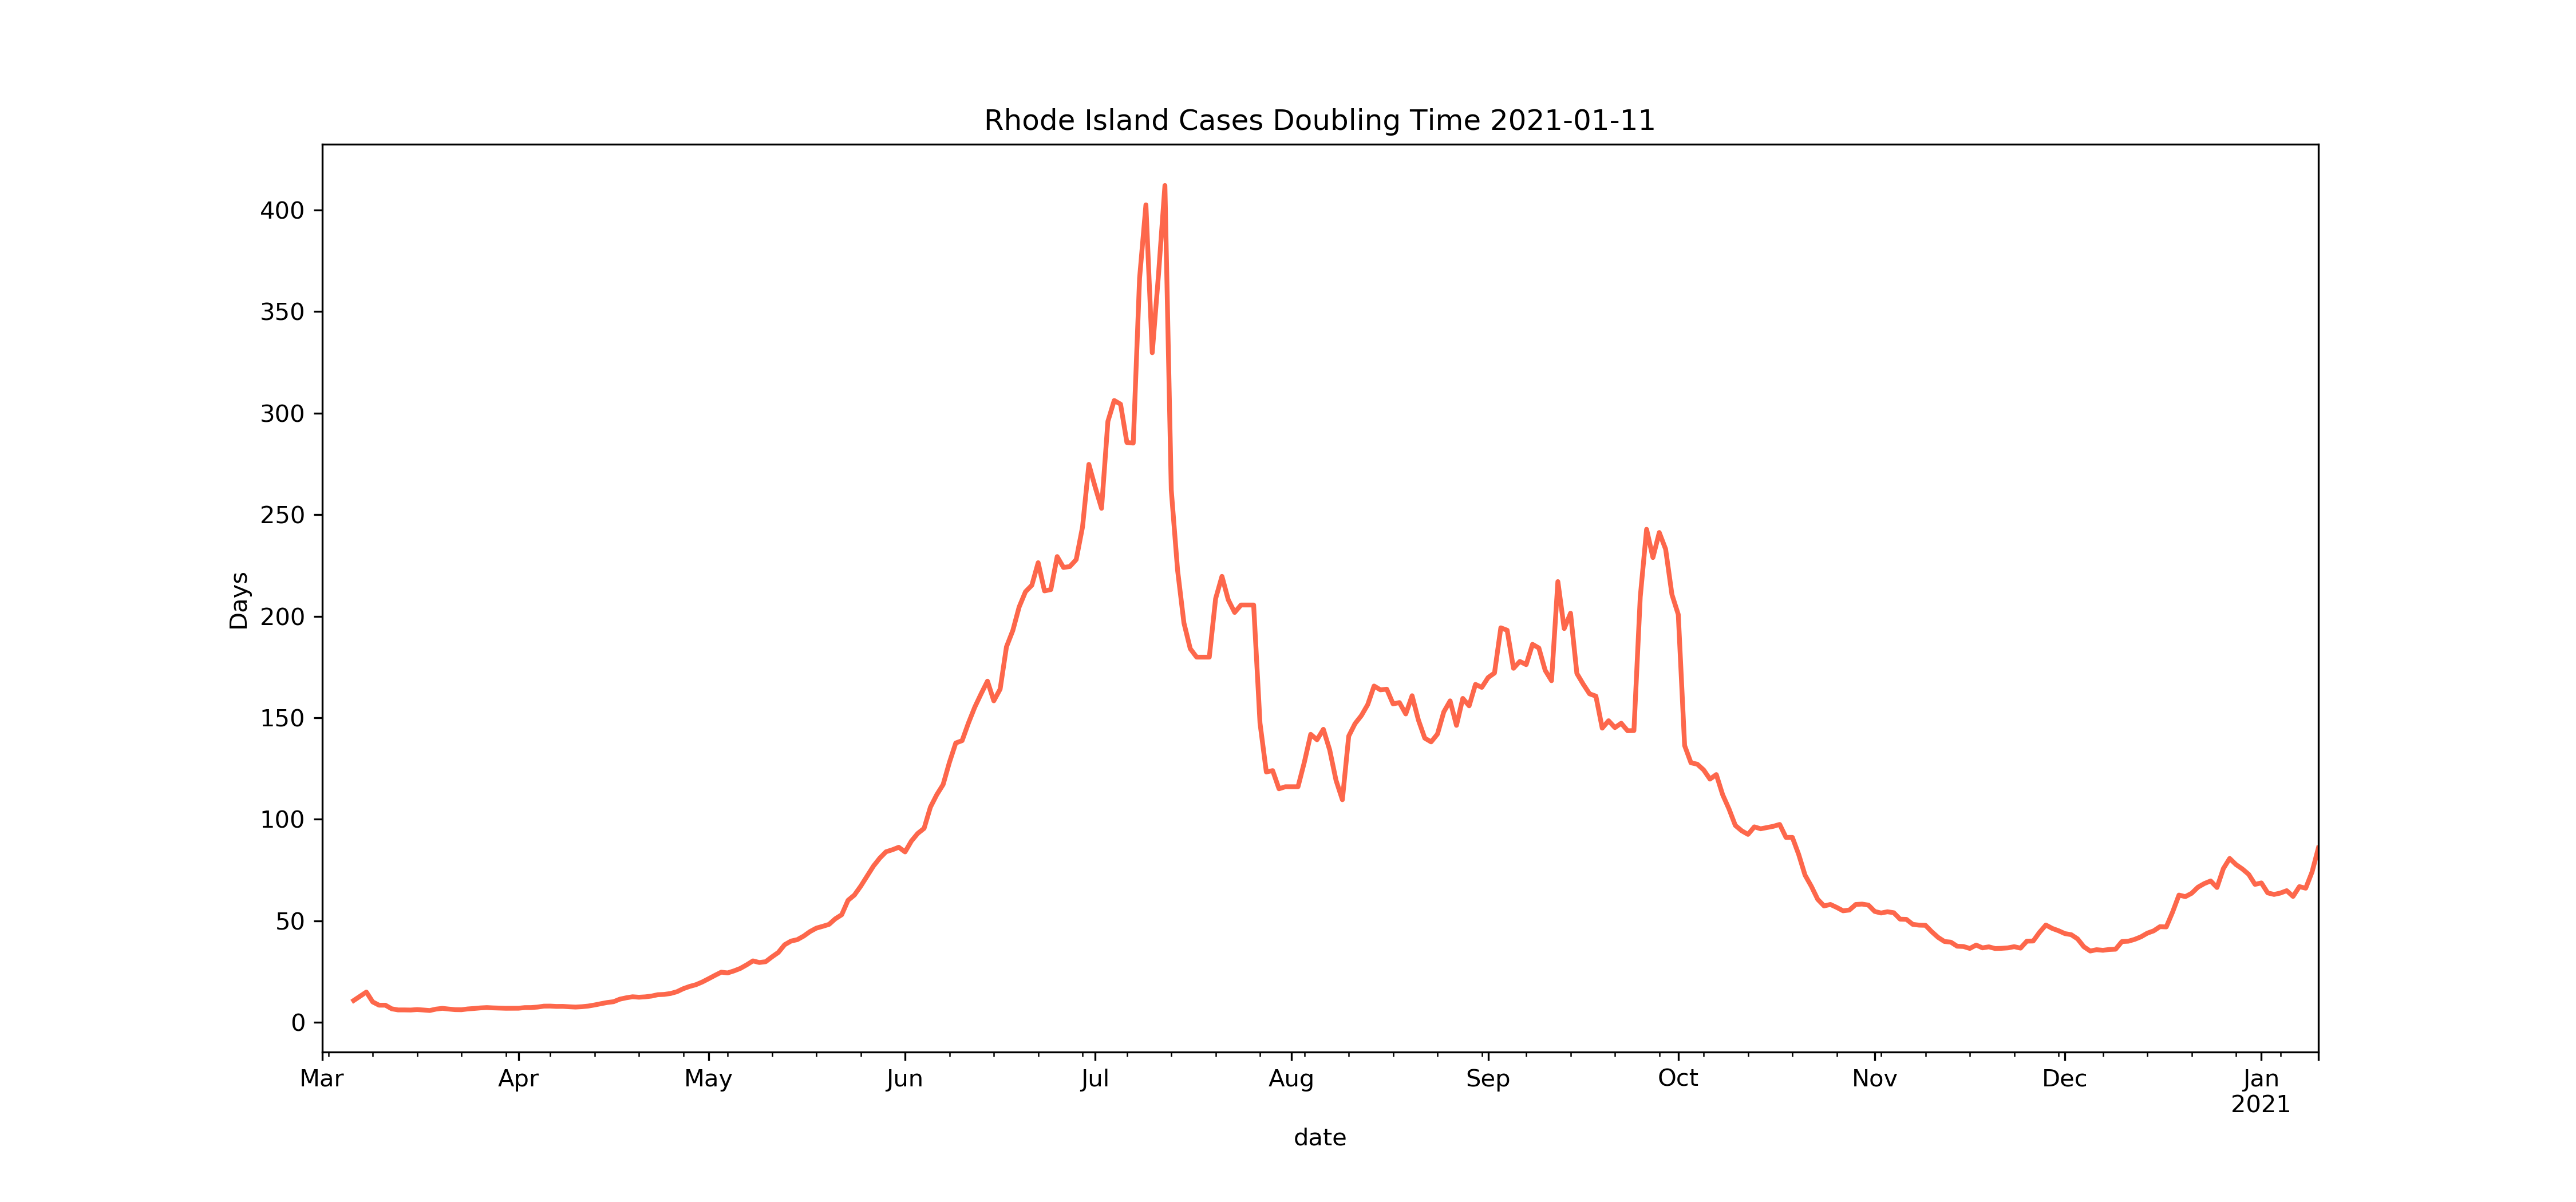 Rhode Island Cases Doubling Time 2021-01-11
400
350
300
250
200
150
100
50
0
Days
Mar Apr May Jun Jul Aug Sep Oct Nov Dec Jan
2021
date